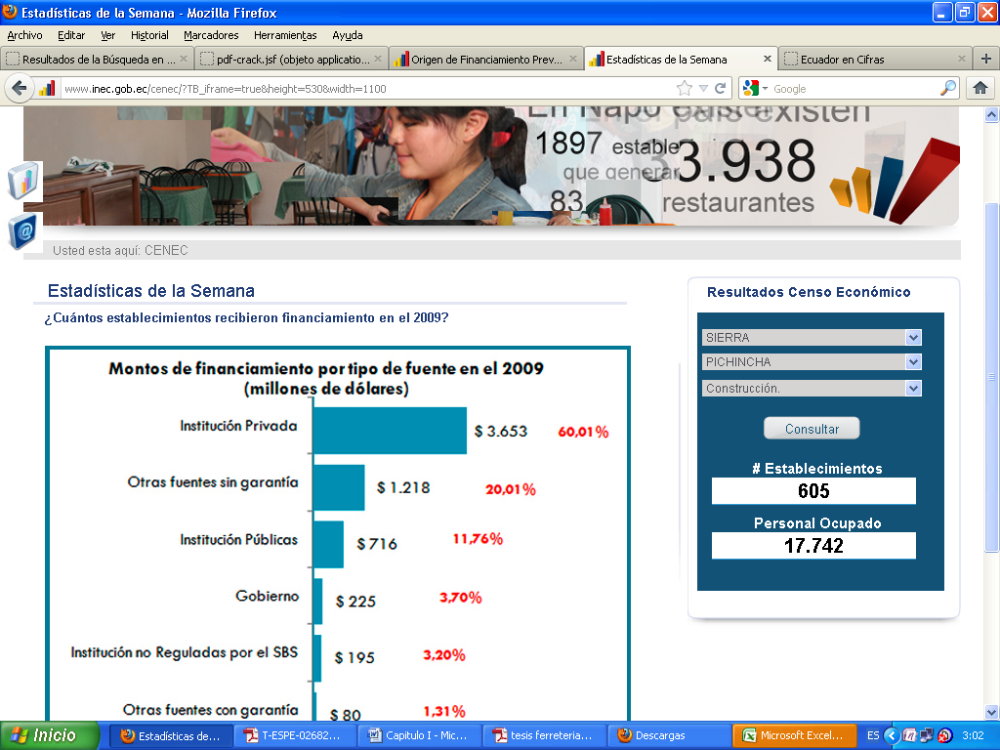 Estadísticas de la Semana - Mozilla Firefox
Archivo Editar Ver Historial Marcadores Herramientas Ayuda
Resultados de la Búsqueda en ... pdf-crack.jsf (objeto applicatio... Origen de Financiamiento Prev... Estadísticas de la Semana Ecuador en Cifras
www.inec.gob.ec/cenec/?TB_iframe=true&height=530&width=1100 Google
En Napo existen país existen
1897 estable 33.938
que generan
83 restaurantes
Usted esta aquí: CENEC
Estadísticas de la Semana
¿Cuántos establecimientos recibieron financiamiento en el 2009?
Montos de financiamiento por tipo de fuente en el 2009
(millones de dólares)
Institución Privada $ 3.653 60,01%
Otras fuentes sin garantía $ 1.218 20,01%
Institución Públicas $ 716 11,76%
Gobierno $ 225 3,70%
Institución no Reguladas por el SBS $ 195 3,20%
Otras fuentes con garantía $ 80 1,31%
Resultados Censo Económico
SIERRA
PICHINCHA
Construcción.
Consultar
# Establecimientos
605
Personal Ocupado
17.742
Inicio Estadísticas de... T-ESPE-02682... Capitulo I - Mic... tesis ferreteria... Descargas Microsoft Excel... ES 3:02